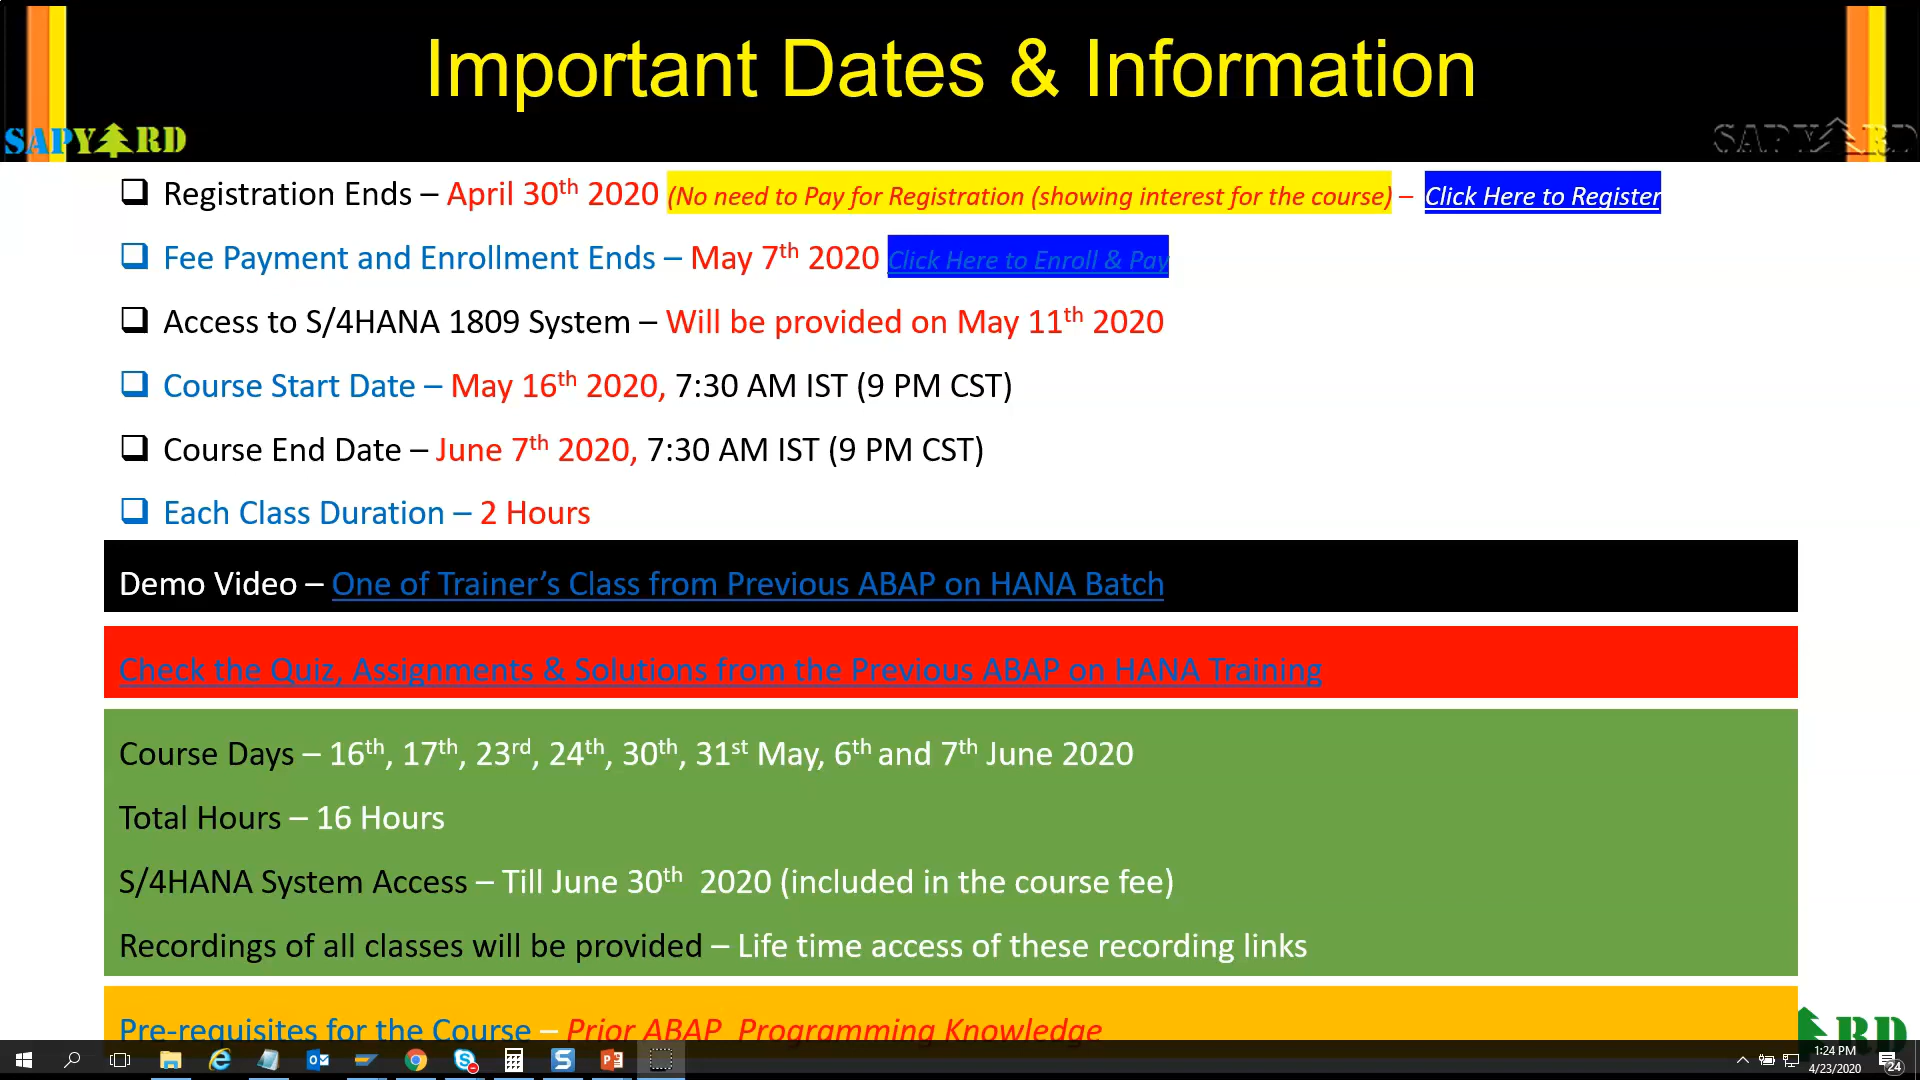 Important Dates & Information
SAPYARD
SAPYARD
Registration Ends – April 30th 2020 (No need to Pay for Registration (showing interest for the course) – Click Here to Register
Fee Payment and Enrollment Ends – May 7th 2020 Click Here to Enroll & Pay
Access to S/4HANA 1809 System – Will be provided on May 11th 2020
Course Start Date – May 16th 2020, 7:30 AM IST (9 PM CST)
Course End Date – June 7th 2020, 7:30 AM IST (9 PM CST)
Each Class Duration – 2 Hours
Demo Video – One of Trainer’s Class from Previous ABAP on HANA Batch
Check the Quiz, Assignments & Solutions from the Previous ABAP on HANA Training
Course Days – 16th, 17th, 23rd, 24th, 30th, 31st May, 6th and 7th June 2020
Total Hours – 16 Hours
S/4HANA System Access – Till June 30th 2020 (included in the course fee)
Recordings of all classes will be provided – Life time access of these recording links
Pre-requisites for the Course – Prior ABAP Programming Knowledge
RD
1:24 PM
4/23/2020
24